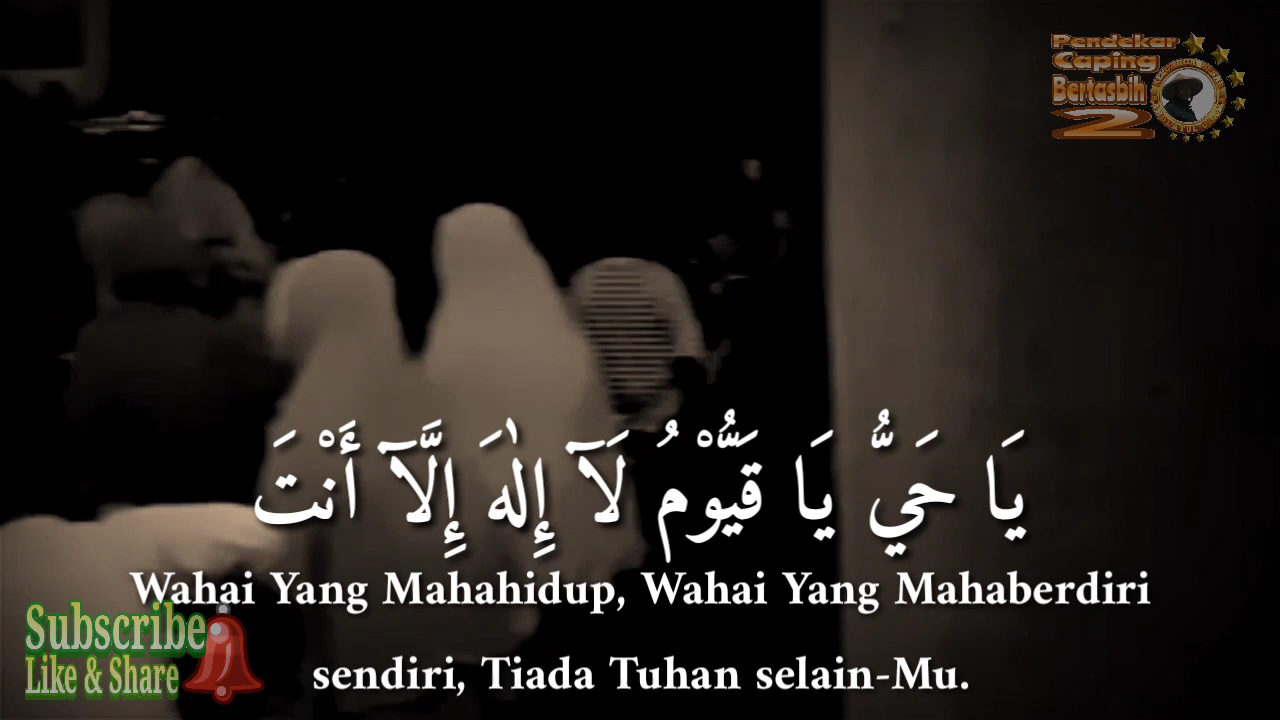 Pendekar
Caping
Bertasbih
2
يَا حَيُّ يَا قَيُّوْمُ لَآ إِلٰهَ إِلَّآ أَنْتَ
Wahai Yang Mahahidup, Wahai Yang Mahaberdiri
sendiri, Tiada Tuhan selain-Mu.
Subscribe
Like & Share